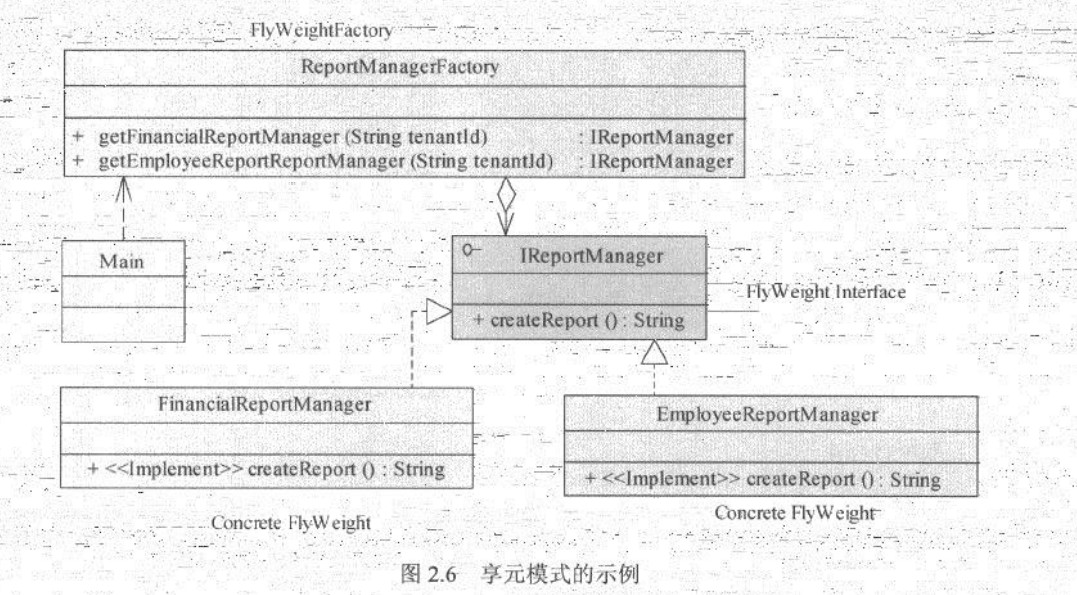 FlyWeightFactory
ReportManagerFactory
+ getFinancialReportManager (String tenantId) : IReportManager
+ getEmployeeReportReportManager (String tenantId) : IReportManager
Main
IReportManager
FlyWeight Interface
+ createReport () : String
FinancialReportManager
EmployeeReportManager
+ <<Implement>> createReport () : String
+ <<Implement>> createReport () : String
Concrete FlyWeight
Concrete FlyWeight
图 2.6 享元模式的示例